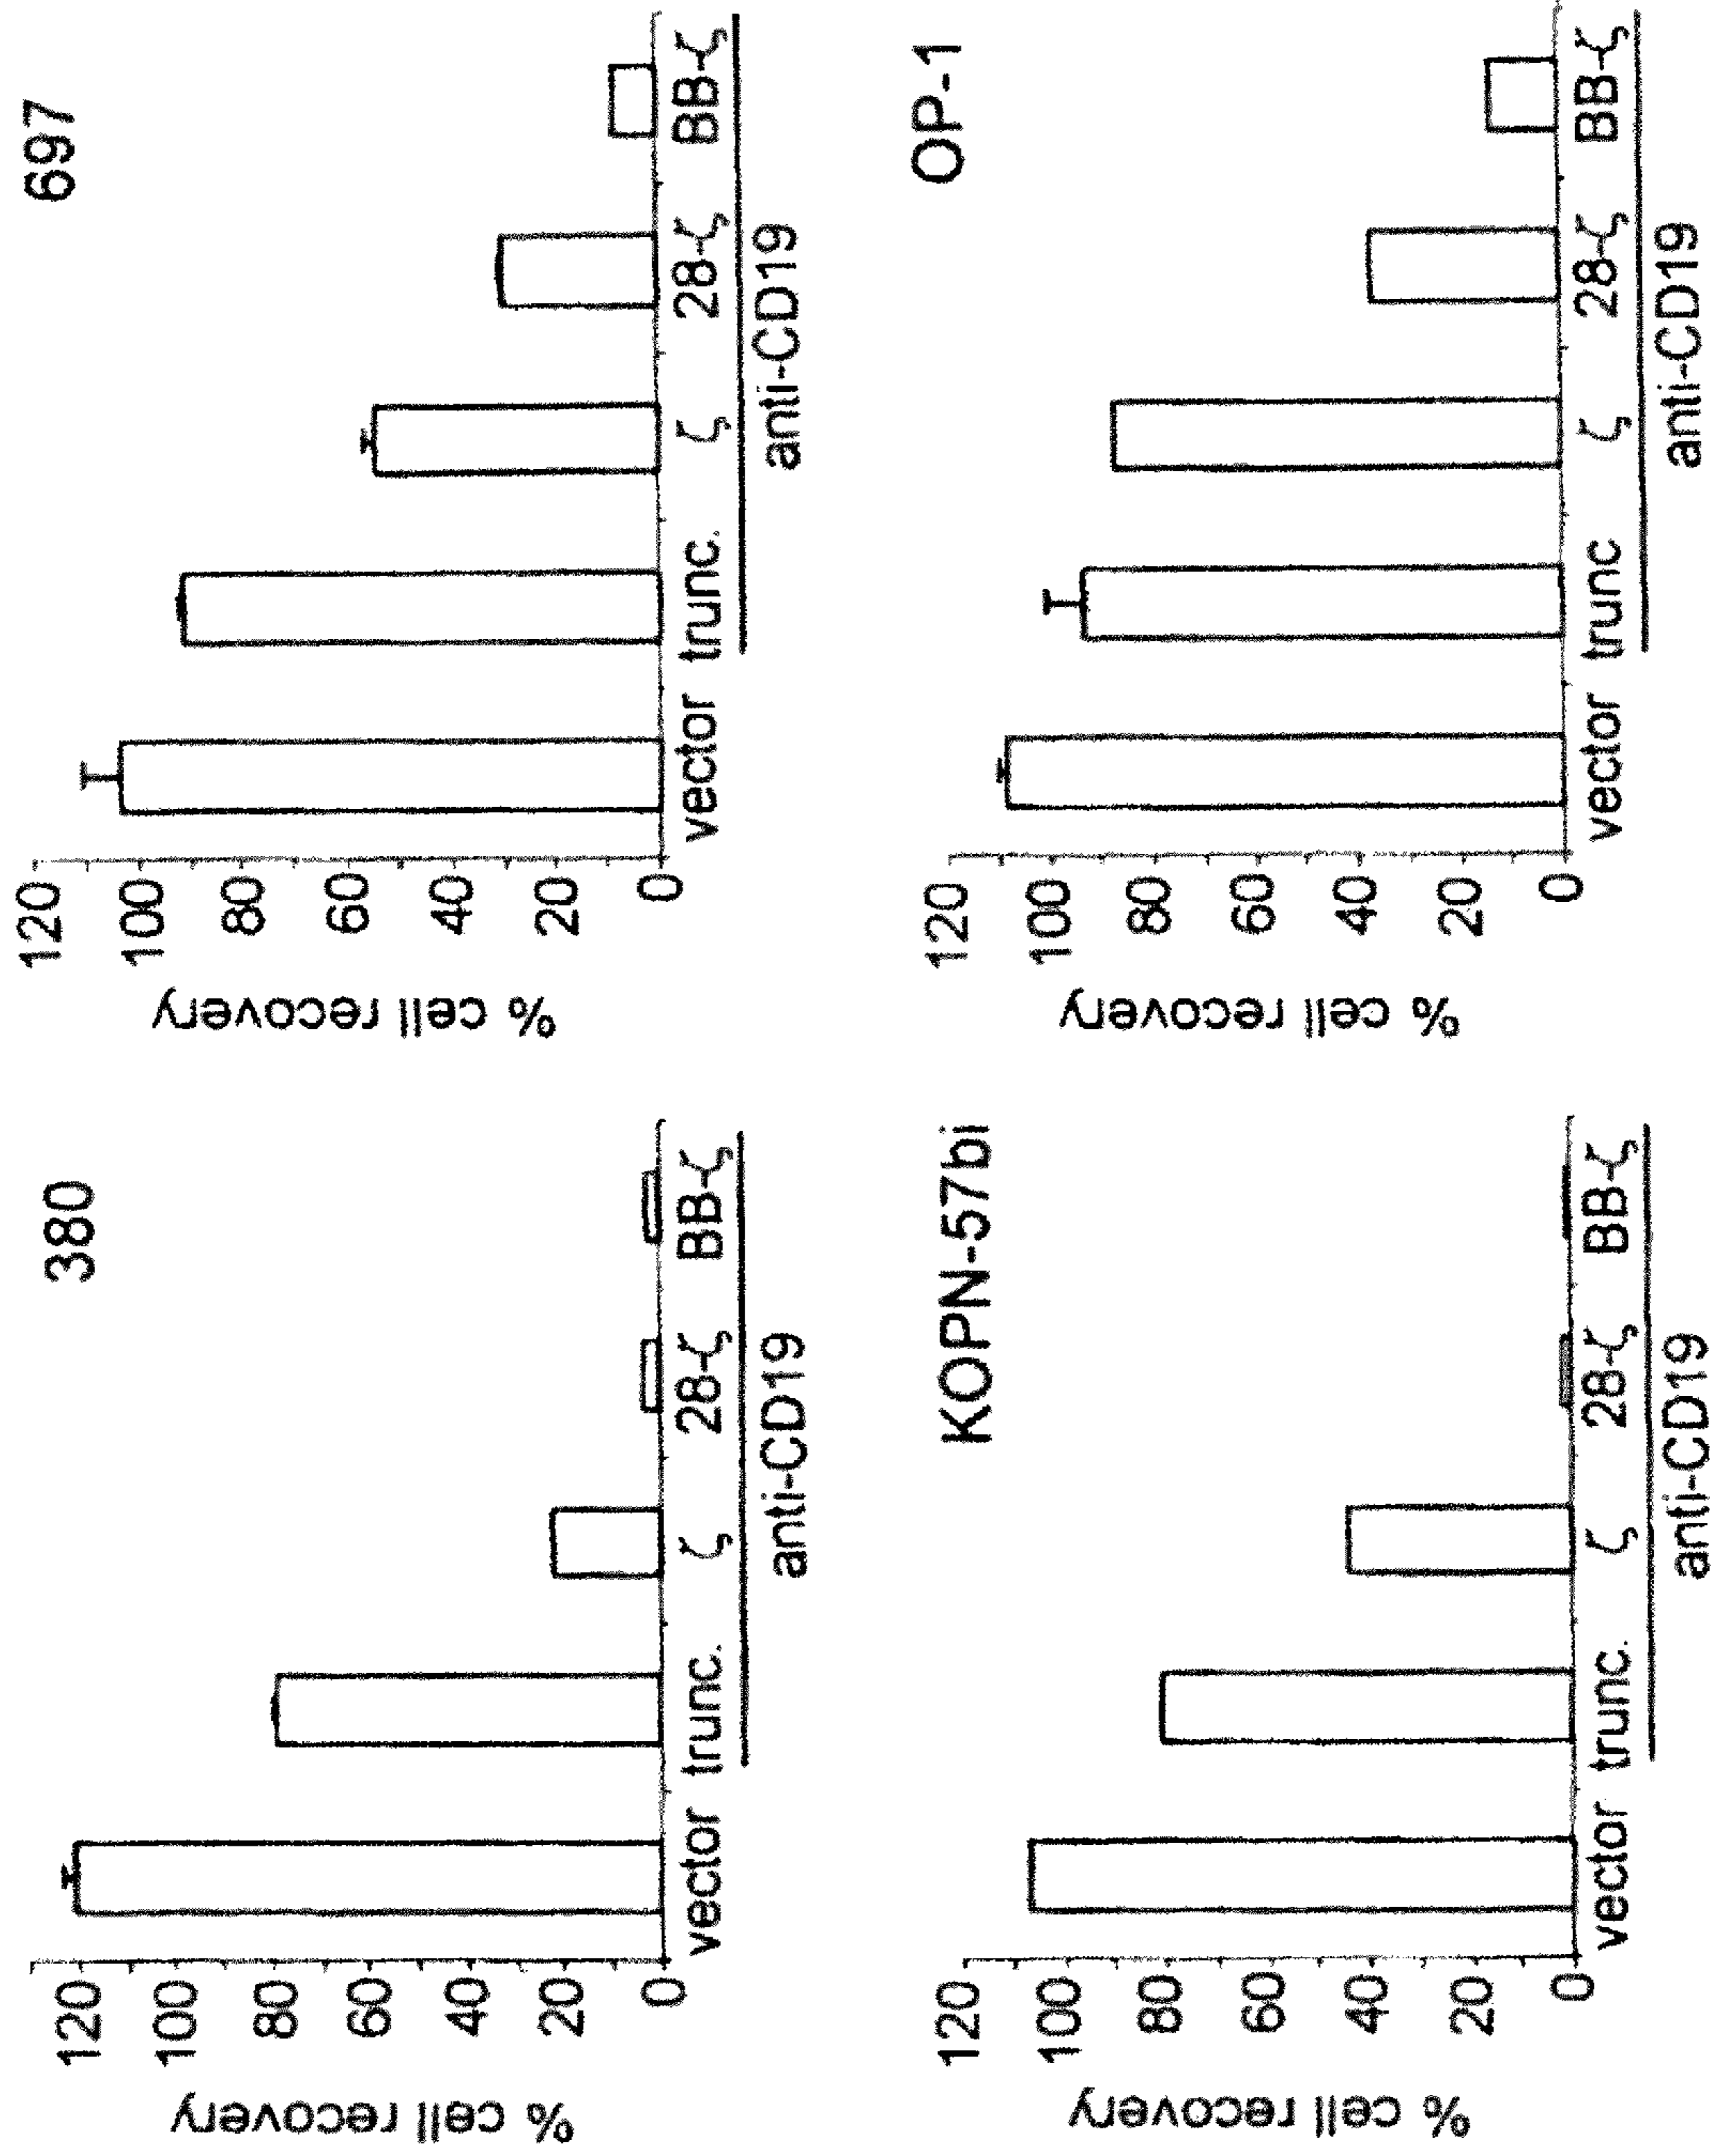 380
% cell recovery
120
100
80
60
40
20
0
vector trunc. ζ 28-ζ BB-ζ
anti-CD19
697
% cell recovery
120
100
80
60
40
20
0
vector trunc. ζ 28-ζ BB-ζ
anti-CD19
KOPN-57bi
% cell recovery
120
100
80
60
40
20
0
vector trunc. ζ 28-ζ BB-ζ
anti-CD19
OP-1
% cell recovery
120
100
80
60
40
20
0
vector trunc ζ 28-ζ BB-ζ
anti-CD19